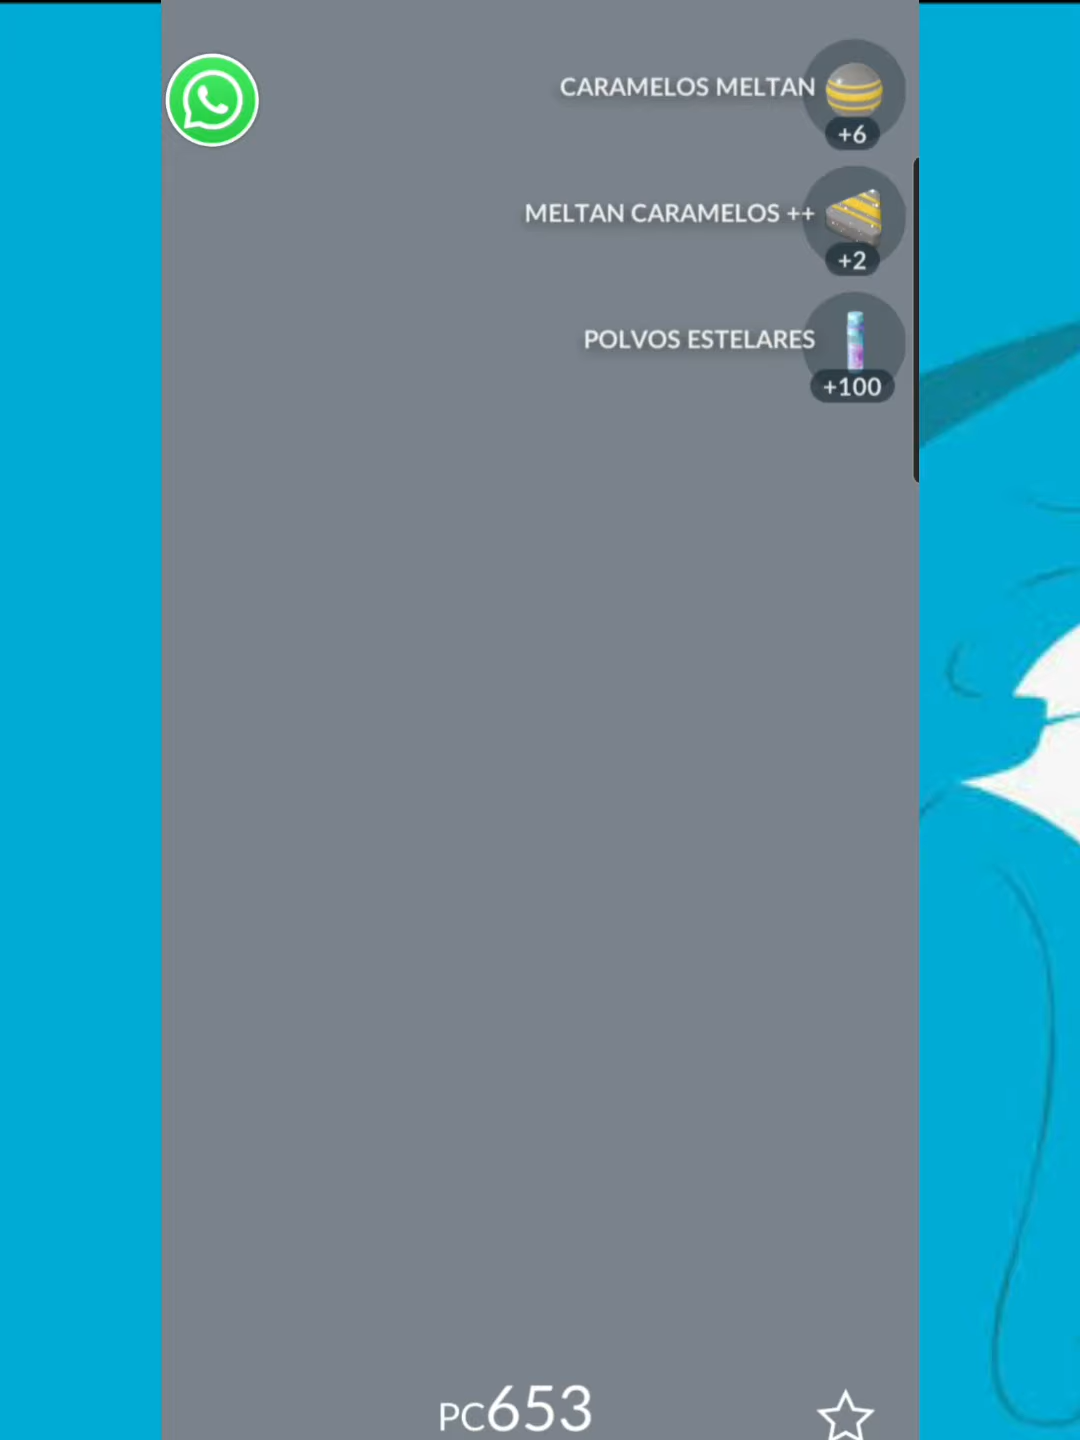 CARAMELOS MELTAN
+6
MELTAN CARAMELOS ++
+2
POLVOS ESTELARES
+100
PC653